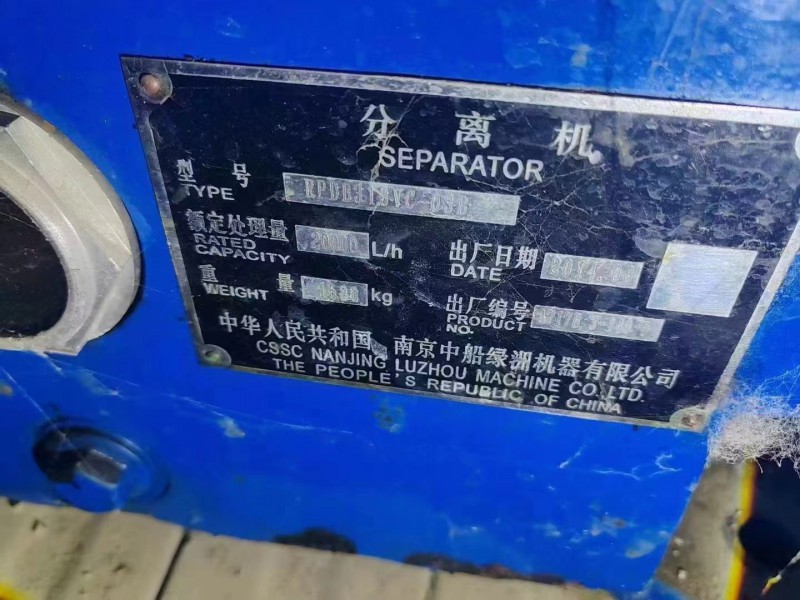 分离机
SEPARATOR
型号
TYPE
额定处理量
RATED
CAPACITY
L/h
出厂日期
DATE
重量
WEIGHT
kg
出厂编号
PRODUCT
NO.
中华人民共和国 南京中船绿洲机器有限公司
CSSC NANJING LUZHOU MACHINE CO.,LTD.
THE PEOPLE'S REPUBLIC OF CHINA